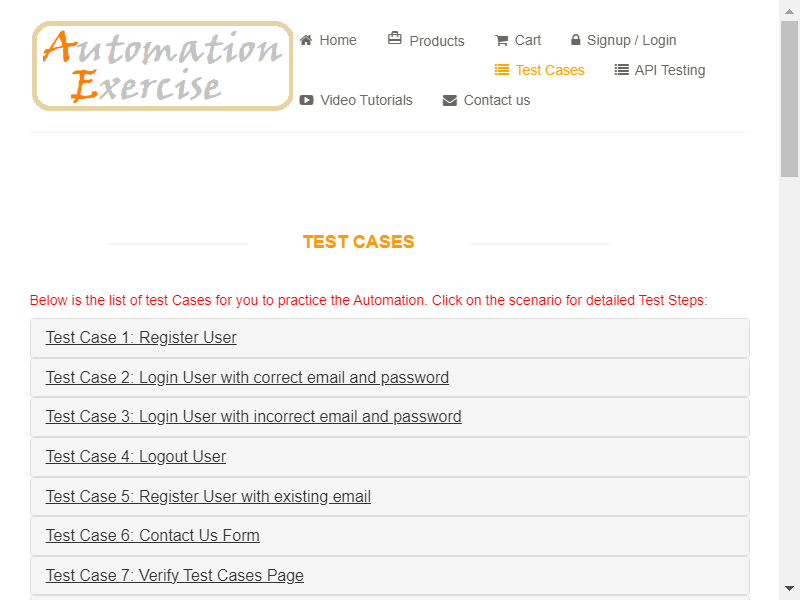 Automation
Exercise
Home Products Cart Signup / Login
Test Cases API Testing
Video Tutorials Contact us
TEST CASES
Below is the list of test Cases for you to practice the Automation. Click on the scenario for detailed Test Steps:
Test Case 1: Register User
Test Case 2: Login User with correct email and password
Test Case 3: Login User with incorrect email and password
Test Case 4: Logout User
Test Case 5: Register User with existing email
Test Case 6: Contact Us Form
Test Case 7: Verify Test Cases Page